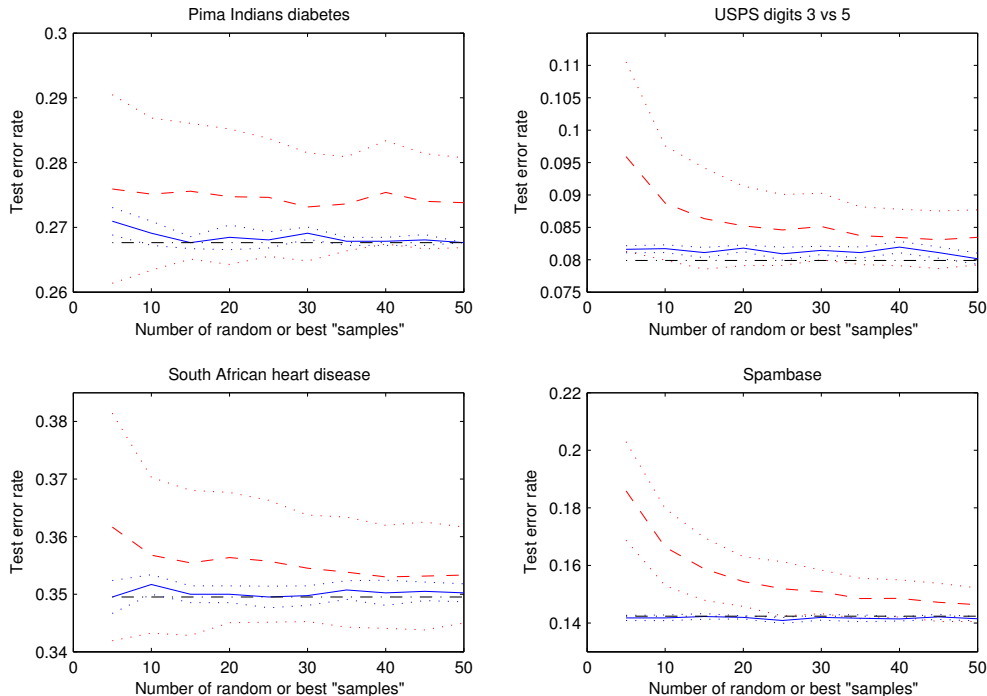 Pima Indians diabetes
0.3
0.29
0.28
0.27
0.26
Test error rate
0 10 20 30 40 50
Number of random or best "samples"
USPS digits 3 vs 5
0.11
0.105
0.1
0.095
0.09
0.085
0.08
0.075
Test error rate
0 10 20 30 40 50
Number of random or best "samples"
South African heart disease
0.38
0.37
0.36
0.35
0.34
Test error rate
0 10 20 30 40 50
Number of random or best "samples"
Spambase
0.22
0.2
0.18
0.16
0.14
Test error rate
0 10 20 30 40 50
Number of random or best "samples"